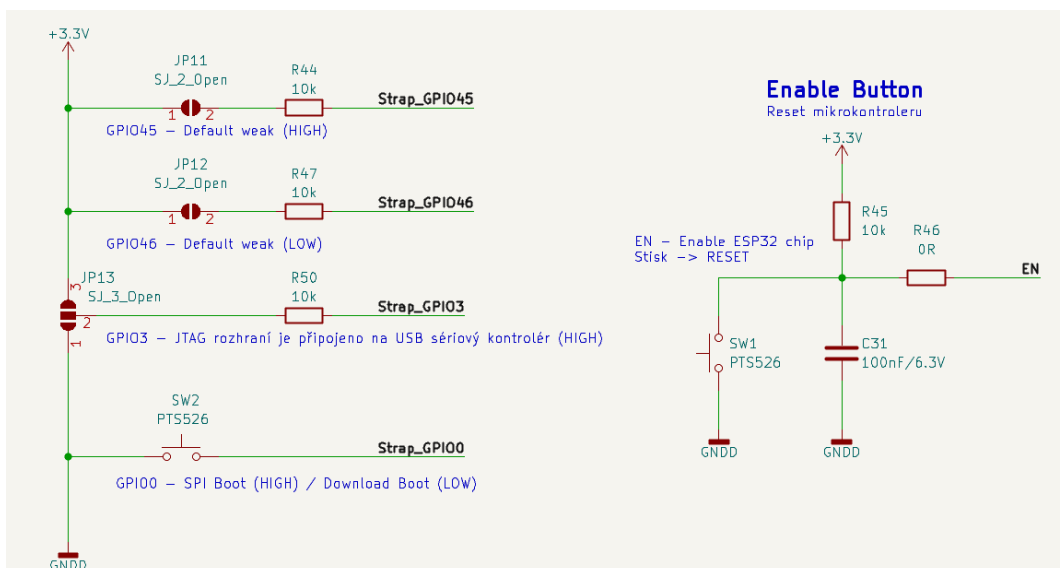 +3.3V
JP11
SJ_2_Open
R44
10k
Strap_GPIO45
1
2
GPIO45 – Default weak (HIGH)
JP12
SJ_2_Open
R47
10k
Strap_GPIO46
1
2
GPIO46 – Default weak (LOW)
JP13
SJ_3_Open
3
2
1
R50
10k
Strap_GPIO3
GPIO3 – JTAG rozhraní je připojeno na USB sériový kontrolér (HIGH)
SW2
PTS526
Strap_GPIO0
GPIO0 – SPI Boot (HIGH) / Download Boot (LOW)
GNDD
Enable Button
Reset mikrokontroleru
+3.3V
R45
10k
R46
0R
EN – Enable ESP32 chip
Stisk -> RESET
EN
SW1
PTS526
C31
100nF/6.3V
GNDD
GNDD